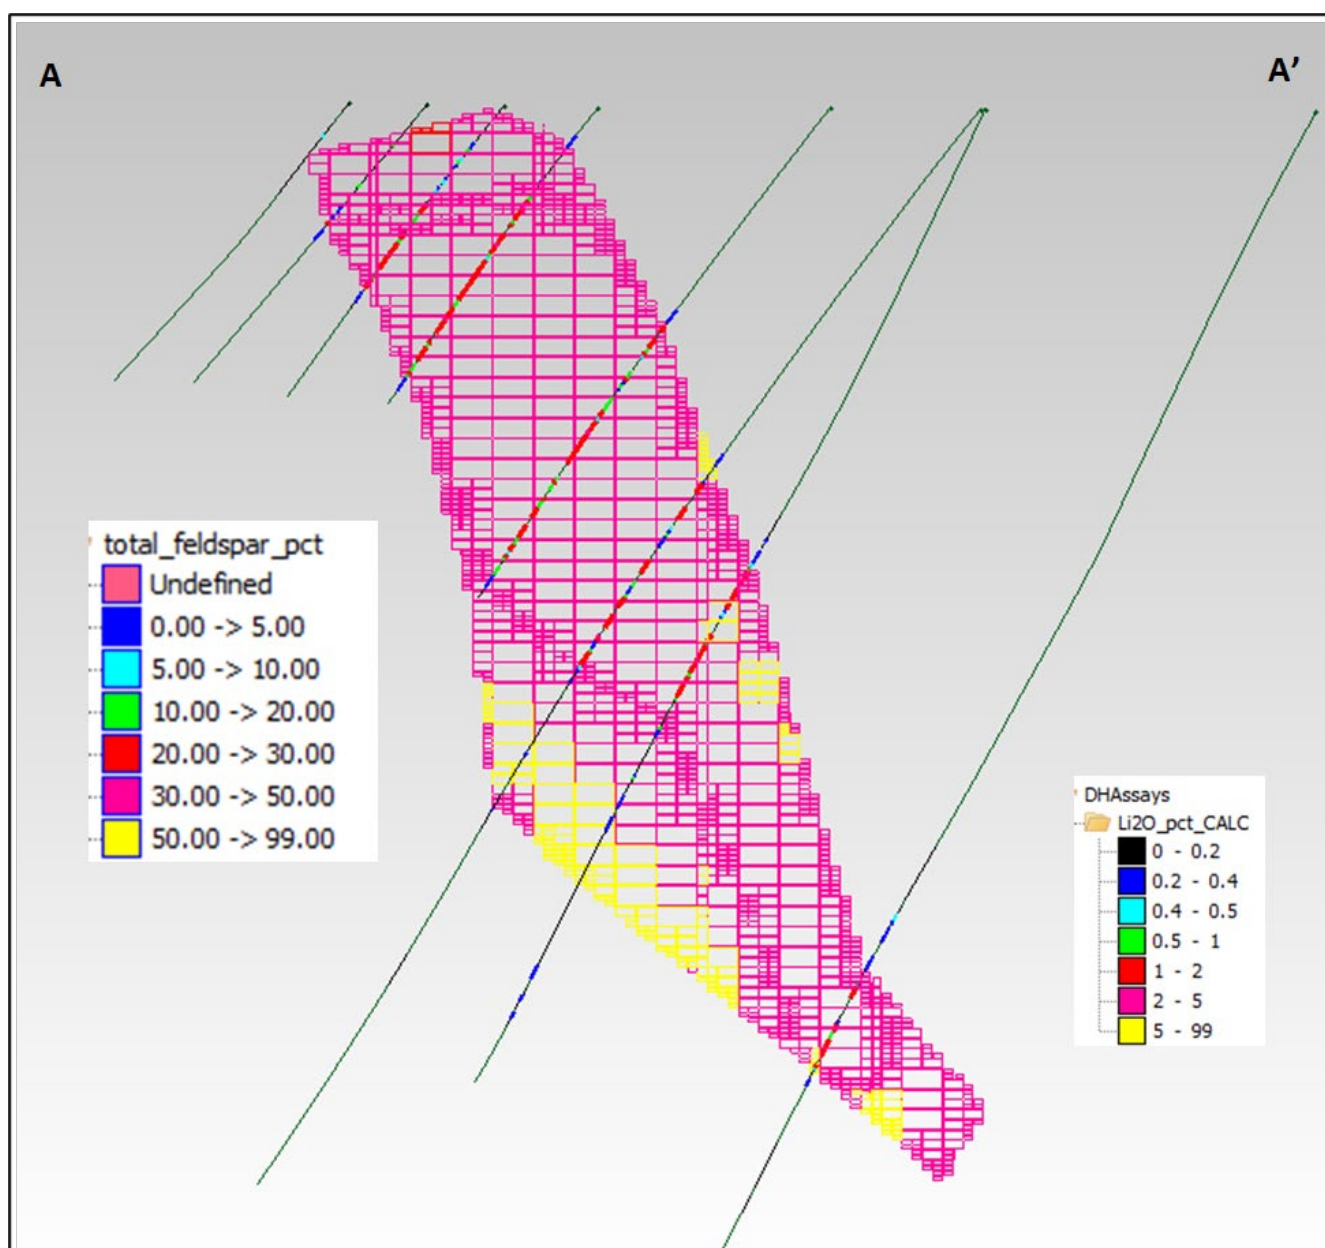 A
A’
total_feldspar_pct
Undefined
0.00 -> 5.00
5.00 -> 10.00
10.00 -> 20.00
20.00 -> 30.00
30.00 -> 50.00
50.00 -> 99.00
DHAssays
Li2O_pct_CALC
0 - 0.2
0.2 - 0.4
0.4 - 0.5
0.5 - 1
1 - 2
2 - 5
5 - 99